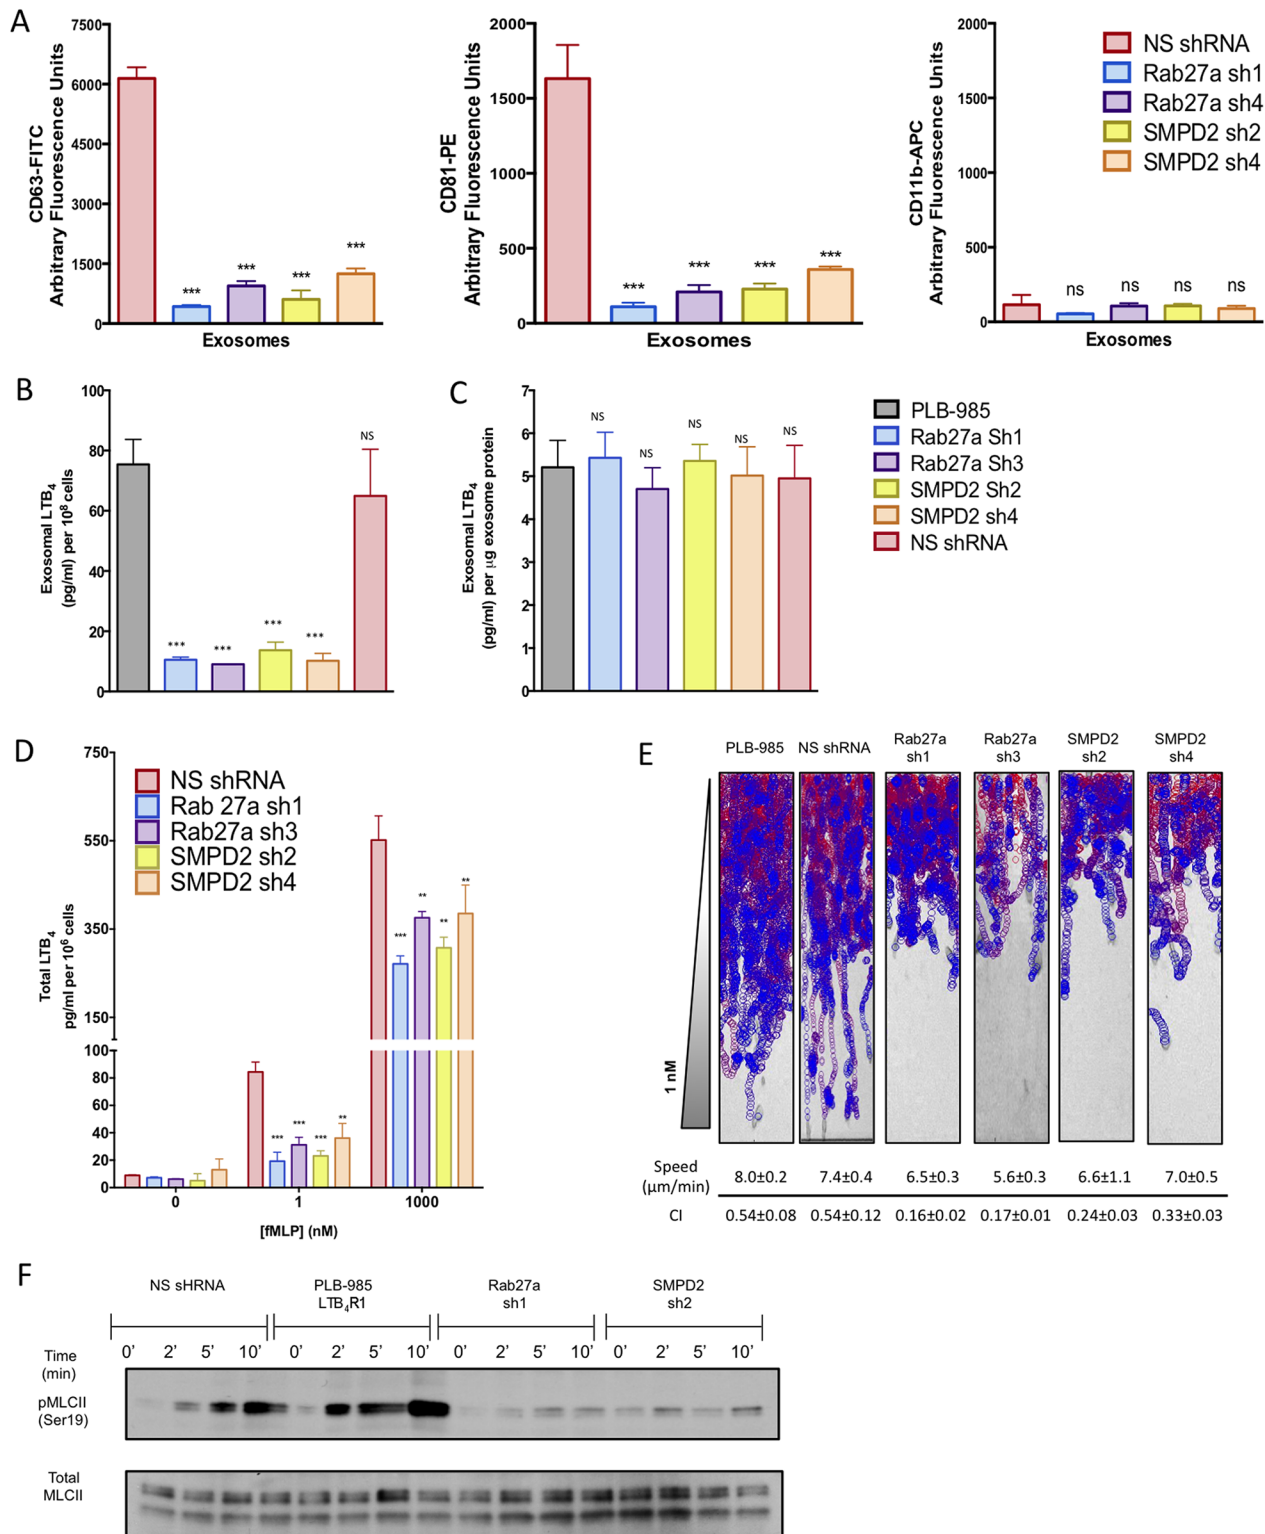 A
CD63-FITC
Arbitrary Fluorescence Units
7500
6000
4500
3000
1500
0
***
***
***
***
Exosomes
CD81-PE
Arbitrary Fluorescence Units
2000
1500
1000
500
0
***
***
***
***
Exosomes
CD11b-APC
Arbitrary Fluorescence Units
2000
1500
1000
500
0
ns
ns
ns
ns
Exosomes
NS shRNA
Rab27a sh1
Rab27a sh4
SMPD2 sh2
SMPD2 sh4
B
Exosomal LTB4
(pg/ml) per 10⁸ cells
100
80
60
40
20
0
***
***
***
***
NS
C
Exosomal LTB4
(pg/ml) per µg exosome protein
7
6
5
4
3
2
1
0
NS
NS
NS
NS
NS
PLB-985
Rab27a Sh1
Rab27a Sh3
SMPD2 Sh2
SMPD2 sh4
NS shRNA
D
Total LTB4
pg/ml per 10⁶ cells
750
550
350
150
100
80
60
40
20
0
NS shRNA
Rab 27a sh1
Rab27a sh3
SMPD2 sh2
SMPD2 sh4
***
***
***
**
***
**
**
**
0 1 1000
[fMLP] (nM)
E
PLB-985 NS shRNA Rab27a sh1 Rab27a sh3 SMPD2 sh2 SMPD2 sh4
1 nM
Speed (µm/min) 8.0±0.2 7.4±0.4 6.5±0.3 5.6±0.3 6.6±1.1 7.0±0.5
CI 0.54±0.08 0.54±0.12 0.16±0.02 0.17±0.01 0.24±0.03 0.33±0.03
F
NS sHRNA PLB-985 LTB4R1 Rab27a sh1 SMPD2 sh2
Time (min) 0' 2' 5' 10' 0' 2' 5' 10' 0' 2' 5' 10' 0' 2' 5' 10'
pMLCII
(Ser19)
Total
MLCII